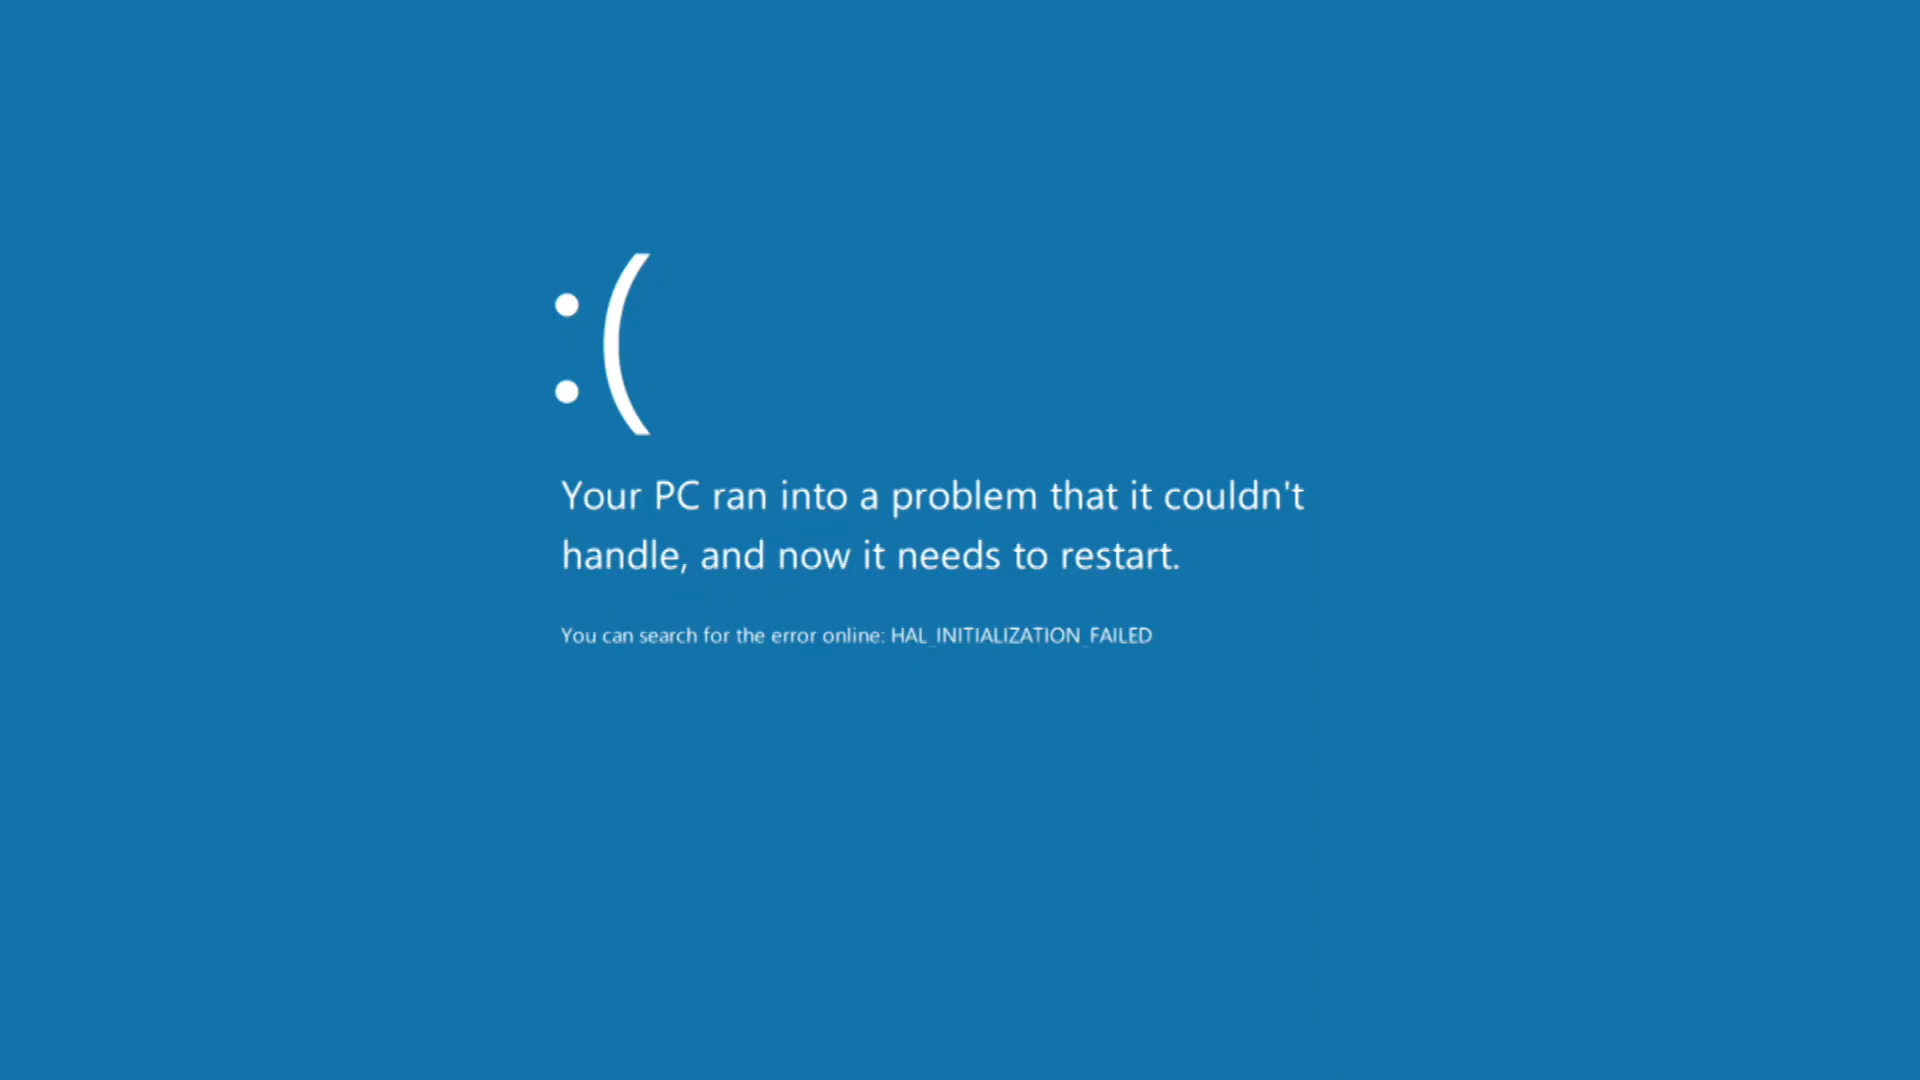 :(
Your PC ran into a problem that it couldn't
handle, and now it needs to restart.
You can search for the error online: HAL_INITIALIZATION_FAILED